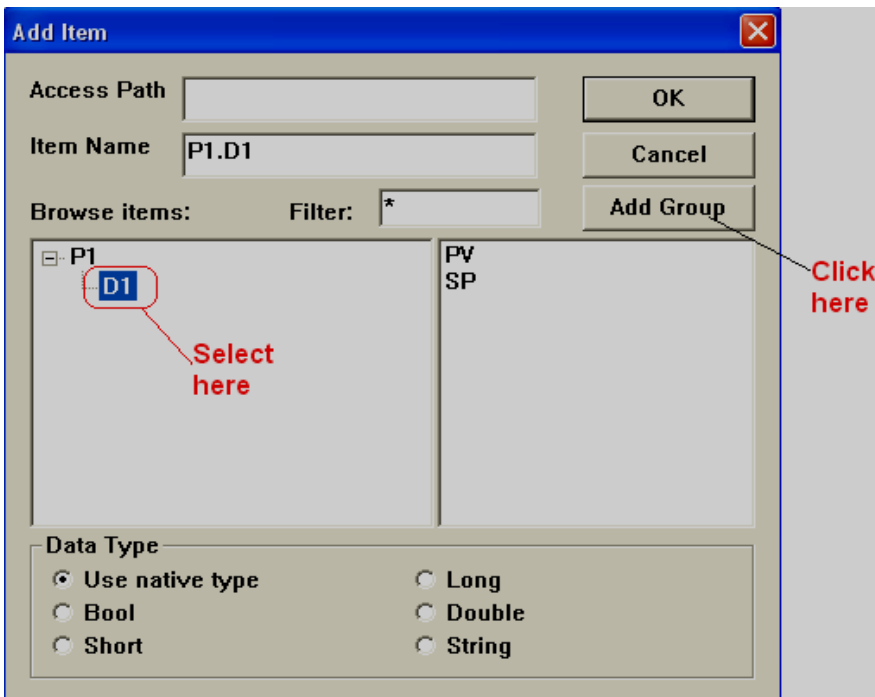 Add Item
Access Path
OK
Item Name P1.D1
Cancel
Browse items: Filter: *
Add Group
P1
D1
PV
SP
Click
here
Select
here
Data Type
Use native type
Long
Bool
Double
Short
String